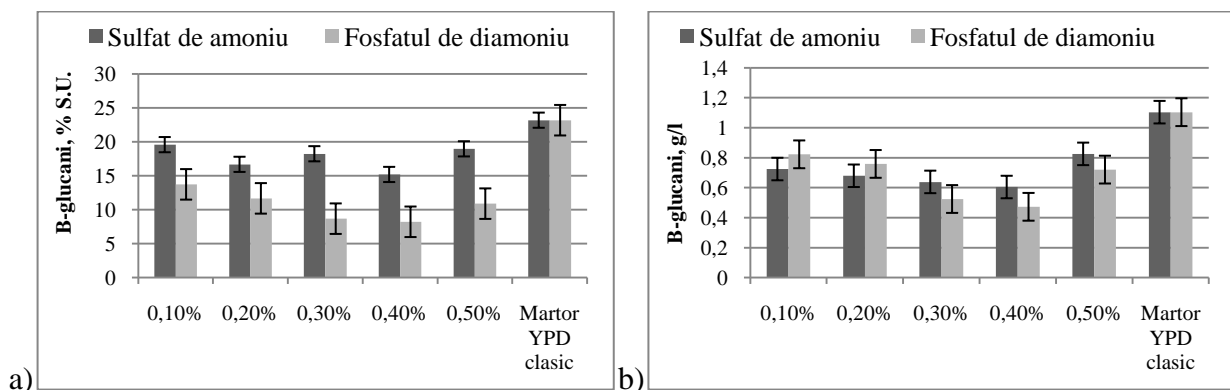 Sulfat de amoniu Fosfatul de diamoniu
B-glucani, % S.U.
30
25
20
15
10
5
0
0,10% 0,20% 0,30% 0,40% 0,50% Martor
YPD
clasic
a)
Sulfat de amoniu Fosfatul de diamoniu
B-glucani, g/l
1,4
1,2
1
0,8
0,6
0,4
0,2
0
0,10% 0,20% 0,30% 0,40% 0,50% Martor
YPD
clasic
b)